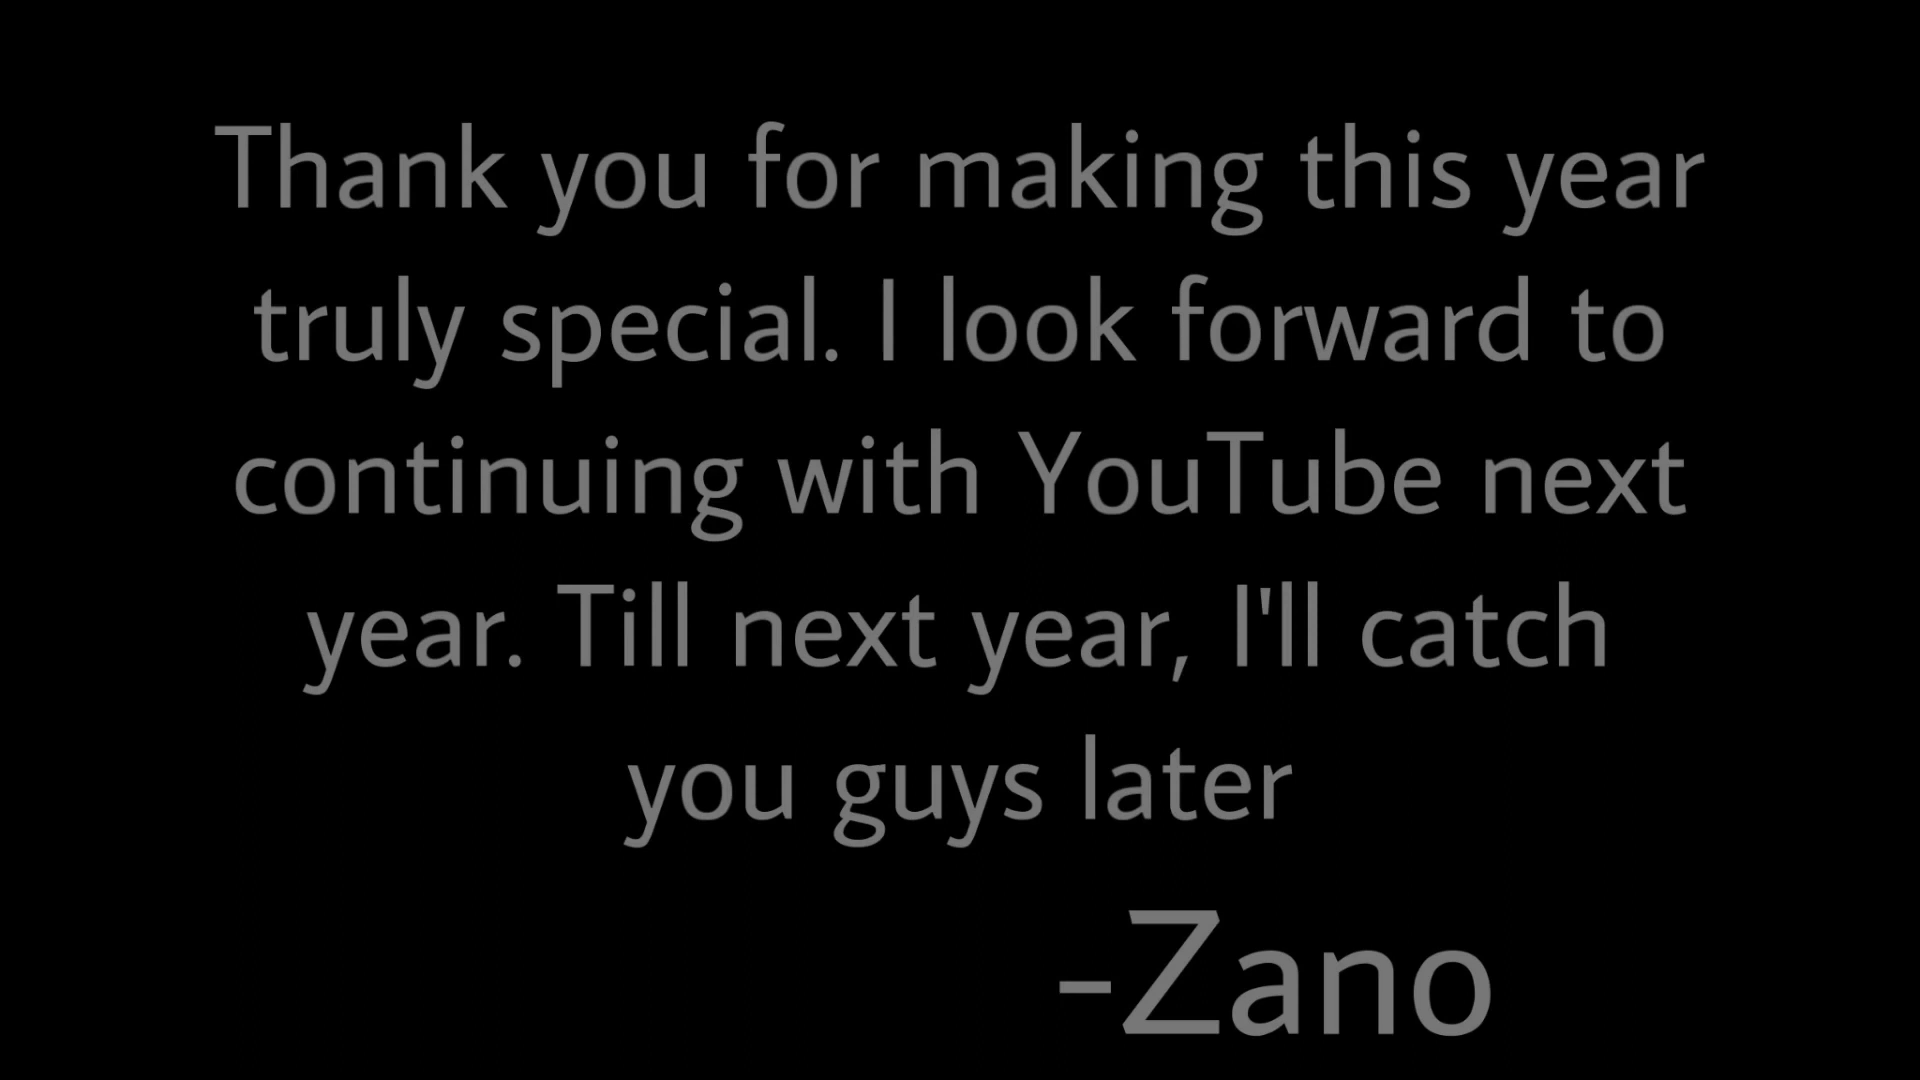 Thank you for making this year
truly special. I look forward to
continuing with YouTube next
year. Till next year, I'll catch
you guys later
-Zano